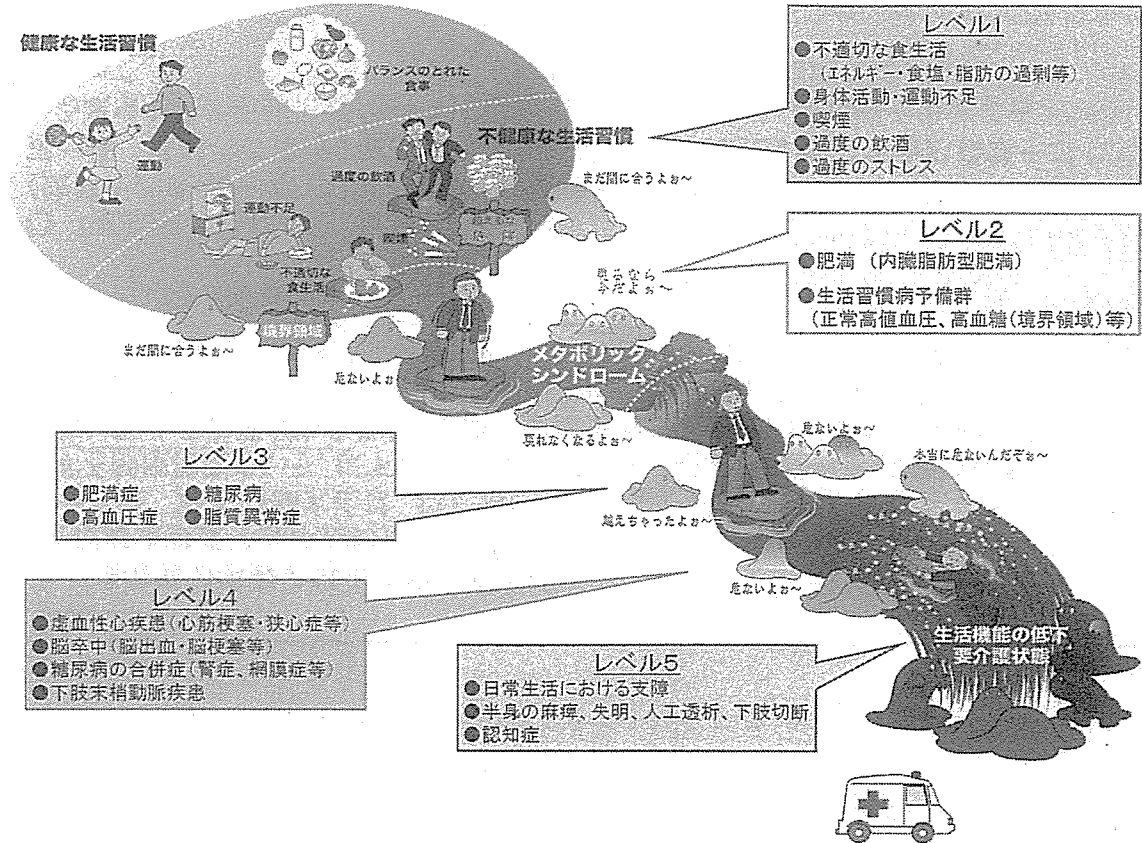 健康な生活習慣
バランスのとれた
食事
運動
不健康な生活習慣
過度の飲酒
運動不足
喫煙
不適切な
食生活
境界領域
まだ間に合うよぉ~
まだ間に合うよぉ~
危ないよぉ
戻るなら
今だよぉ~
メタボリック
シンドローム
戻れなくなるよぉ~
危ないよぉ~
本当に危ないんだぞぉ~
越えちゃったよぉ~
危ないよぉ~
生活機能の低下
要介護状態
レベル1
●不適切な食生活
(エネルギー・食塩・脂肪の過剰等)
●身体活動・運動不足
●喫煙
●過度の飲酒
●過度のストレス
レベル2
●肥満 (内臓脂肪型肥満)
●生活習慣病予備群
(正常高値血圧、高血糖(境界領域)等)
レベル3
●肥満症 ●糖尿病
●高血圧症 ●脂質異常症
レベル4
●虚血性心疾患(心筋梗塞・狭心症等)
●脳卒中(脳出血・脳梗塞等)
●糖尿病の合併症(腎症、網膜症等)
●下肢末梢動脈疾患
レベル5
●日常生活における支障
●半身の麻痺、失明、人工透析、下肢切断
●認知症